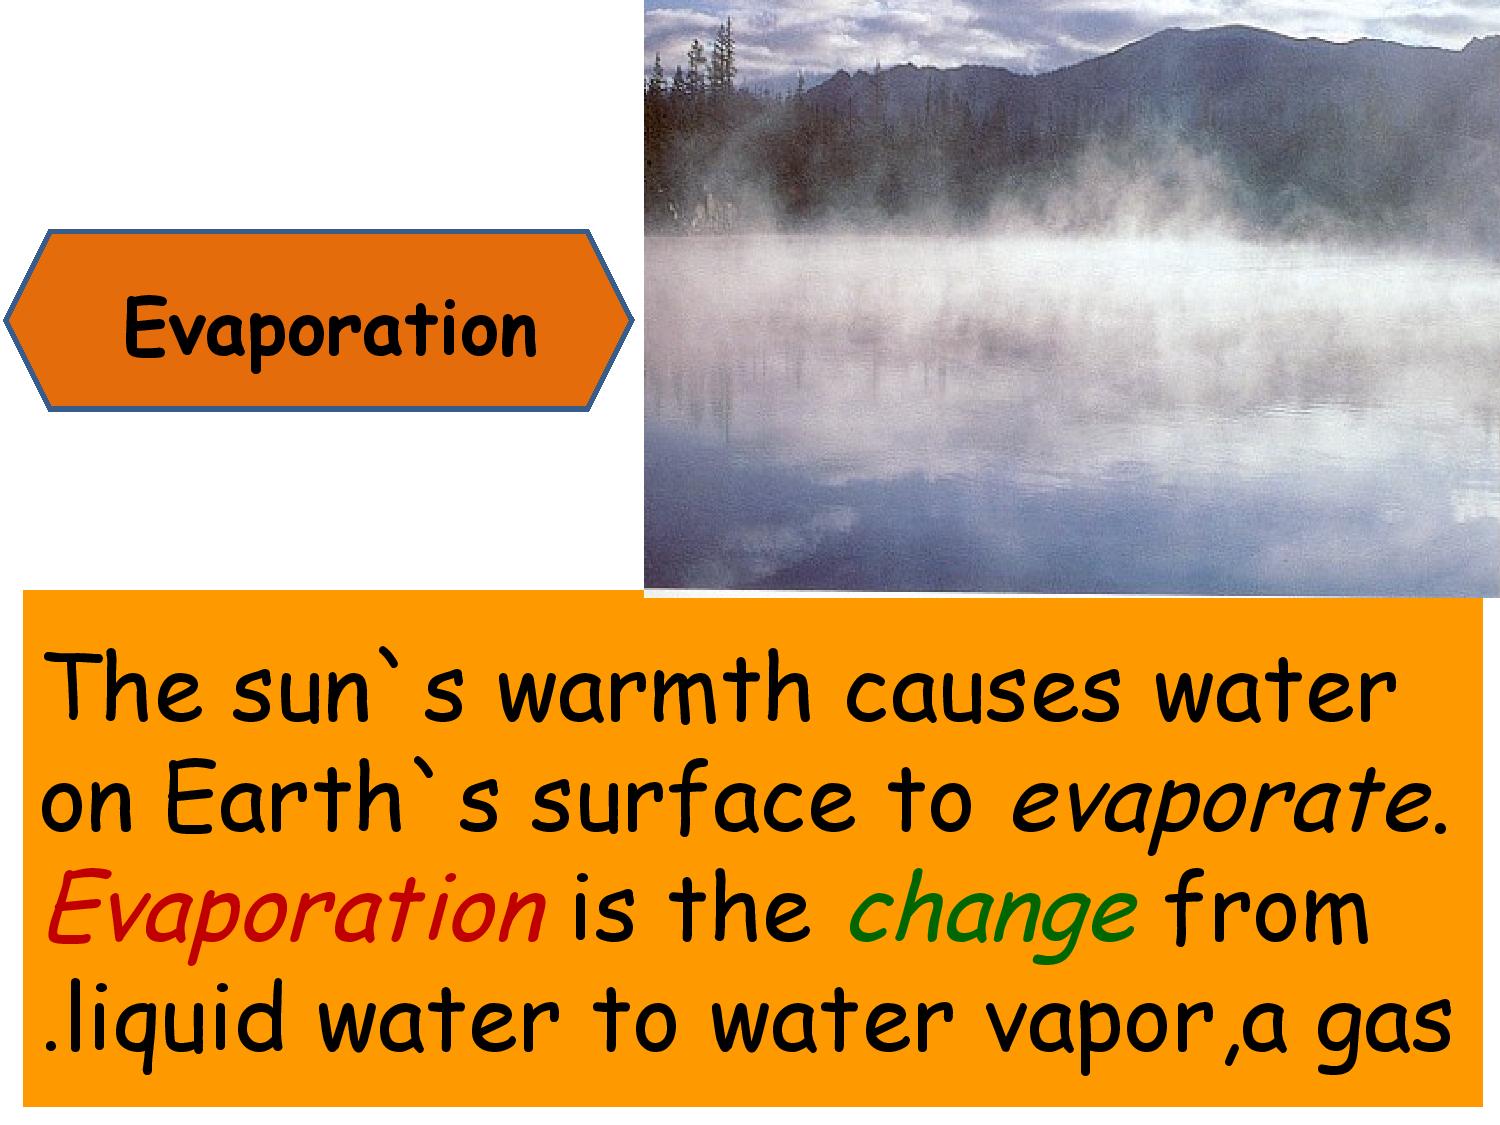 Evaporation
The sun`s warmth causes water
on Earth`s surface to evaporate.
Evaporation is the change from
.liquid water to water vapor,a gas